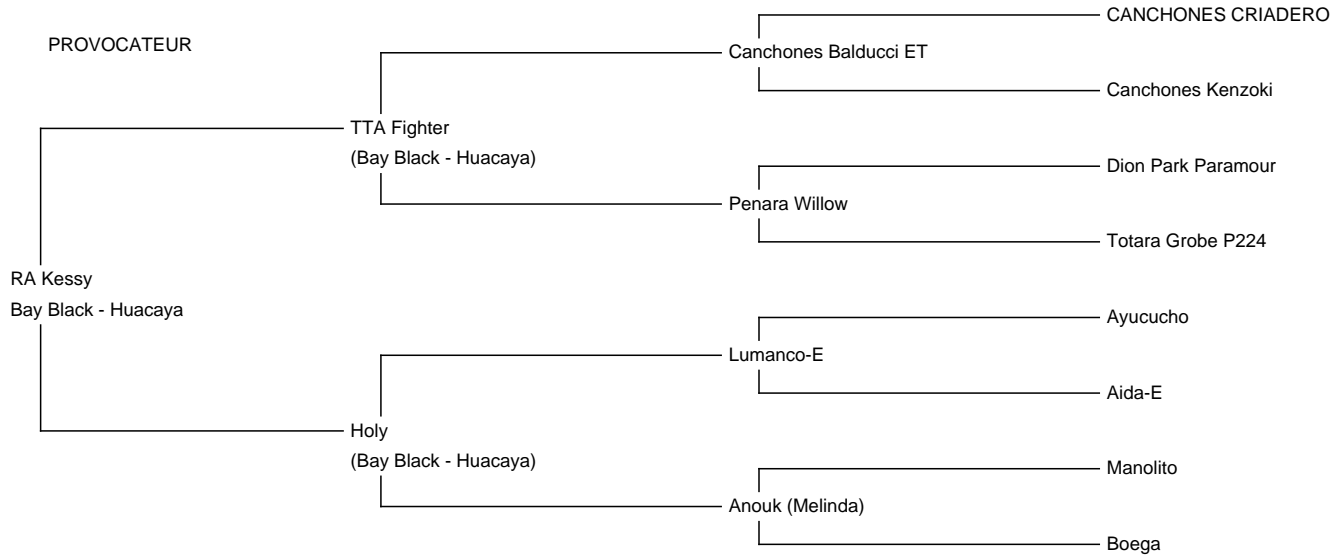 CANCHONES CRIADERO
PROVOCATEUR
Canchones Balducci ET
Canchones Kenzoki
TTA Fighter
(Bay Black - Huacaya)
Dion Park Paramour
Penara Willow
Totara Grobe P224
RA Kessy
Bay Black - Huacaya
Ayucucho
Lumanco-E
Aida-E
Holy
(Bay Black - Huacaya)
Manolito
Anouk (Melinda)
Boega